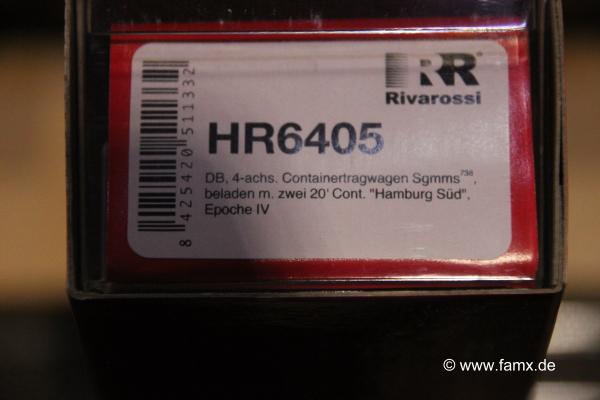 RR
Rivarossi
HR6405
DB, 4-achs. Containertragwagen Sgmms738,
beladen m. zwei 20' Cont. "Hamburg Süd",
Epoche IV
8 425420 511332
© www.famx.de